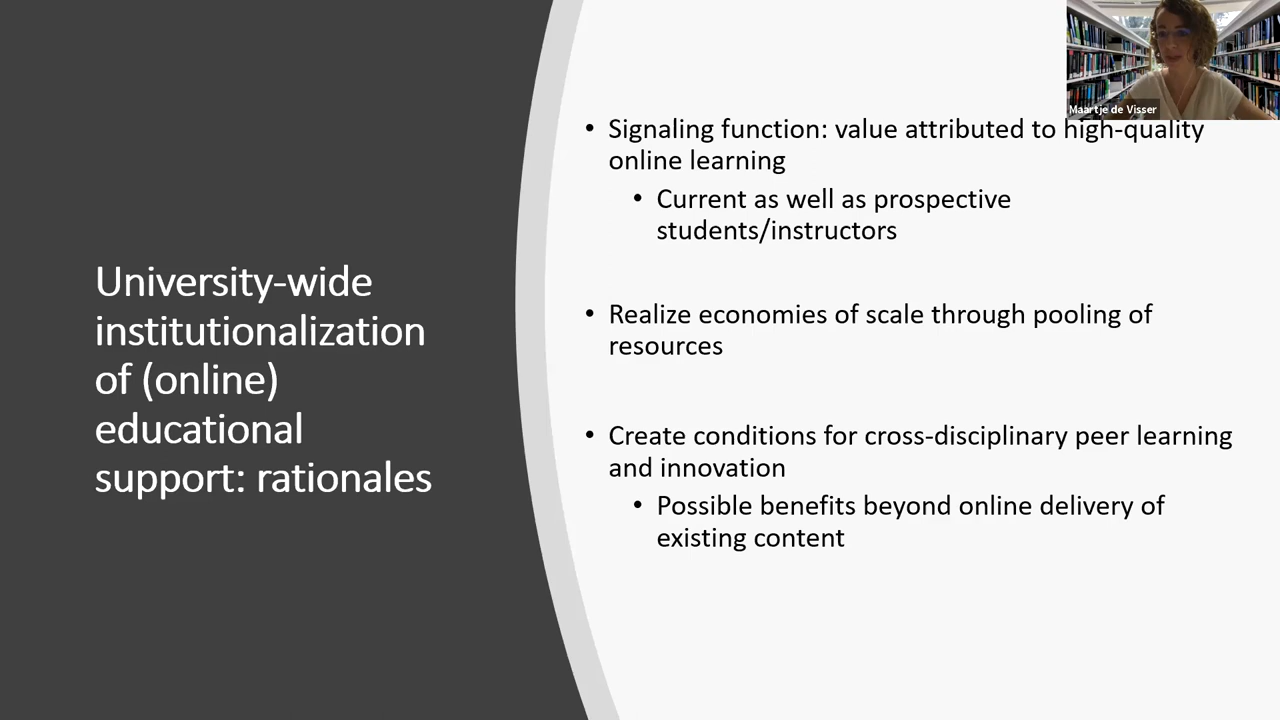 Maartje de Visser
University-wide
institutionalization
of (online)
educational
support: rationales
• Signaling function: value attributed to high-quality
online learning
• Current as well as prospective
students/instructors
• Realize economies of scale through pooling of
resources
• Create conditions for cross-disciplinary peer learning
and innovation
• Possible benefits beyond online delivery of
existing content